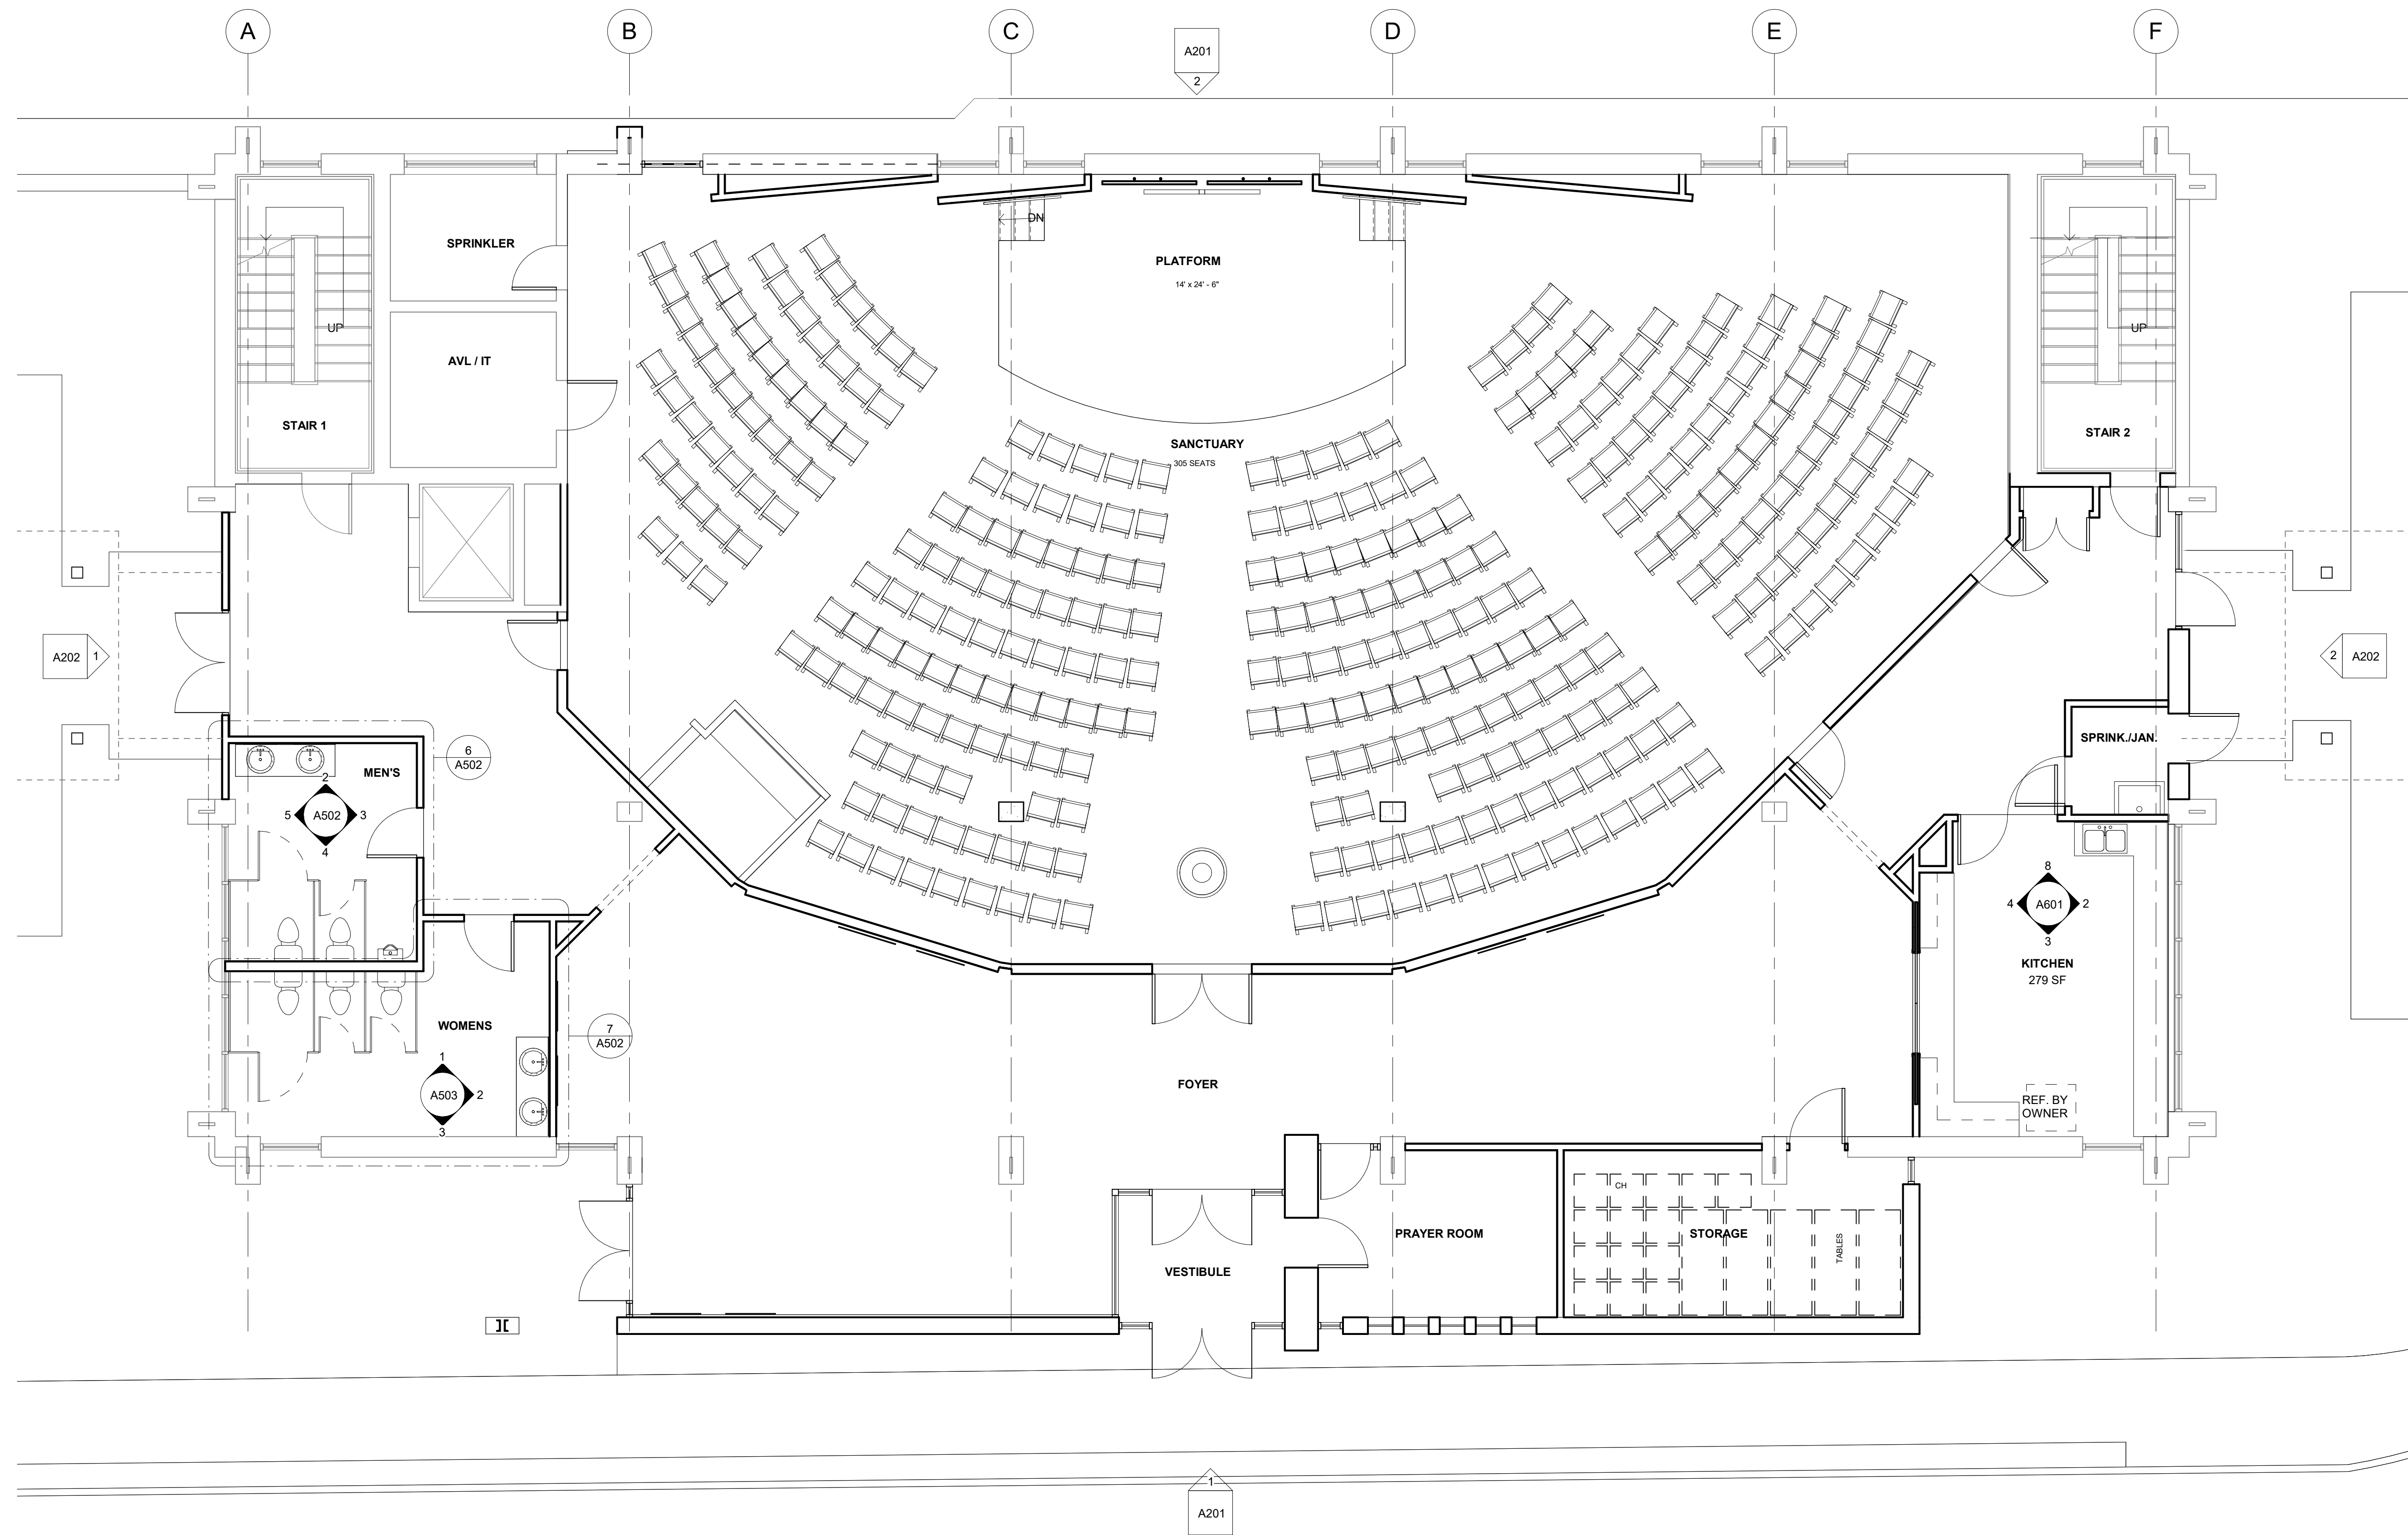 A
B
C
D
E
F
A201
2
DN
SPRINKLER
PLATFORM
14' x 24' - 6"
UP
UP
AVL / IT
STAIR 1
STAIR 2
SANCTUARY
305 SEATS
A202
1
2
A202
6
A502
MEN'S
2
5
A502
3
4
SPRINK./JAN.
8
4
A601
2
3
KITCHEN
279 SF
WOMENS
7
A502
1
A503
2
3
FOYER
REF. BY
OWNER
CH
PRAYER ROOM
STORAGE
TABLES
VESTIBULE
1
A201